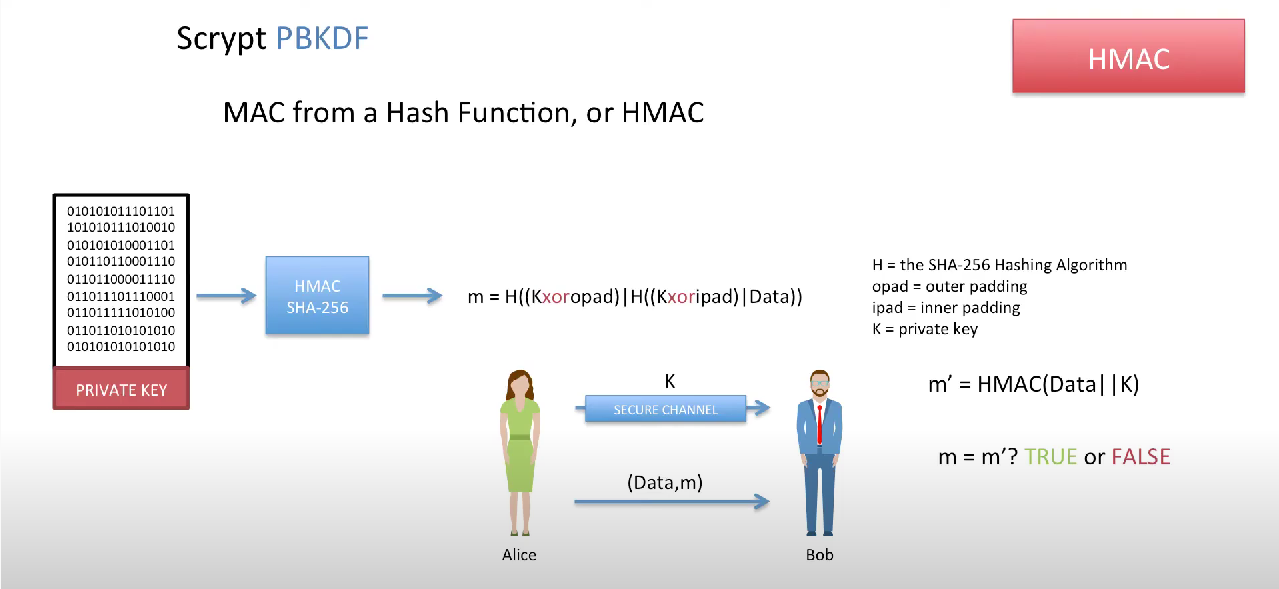 Scrypt PBKDF
HMAC
MAC from a Hash Function, or HMAC
010101011101101
101010111010010
010101010001101
010110110001110
011011000011110
011011101110001
011011111010100
011011010101010
010101010101010
PRIVATE KEY
HMAC
SHA-256
m = H((Kxoropad)|H((Kxoripad)|Data))
H = the SHA-256 Hashing Algorithm
opad = outer padding
ipad = inner padding
K = private key
K
SECURE CHANNEL
(Data,m)
Alice
Bob
m′ = HMAC(Data||K)
m = m′? TRUE or FALSE